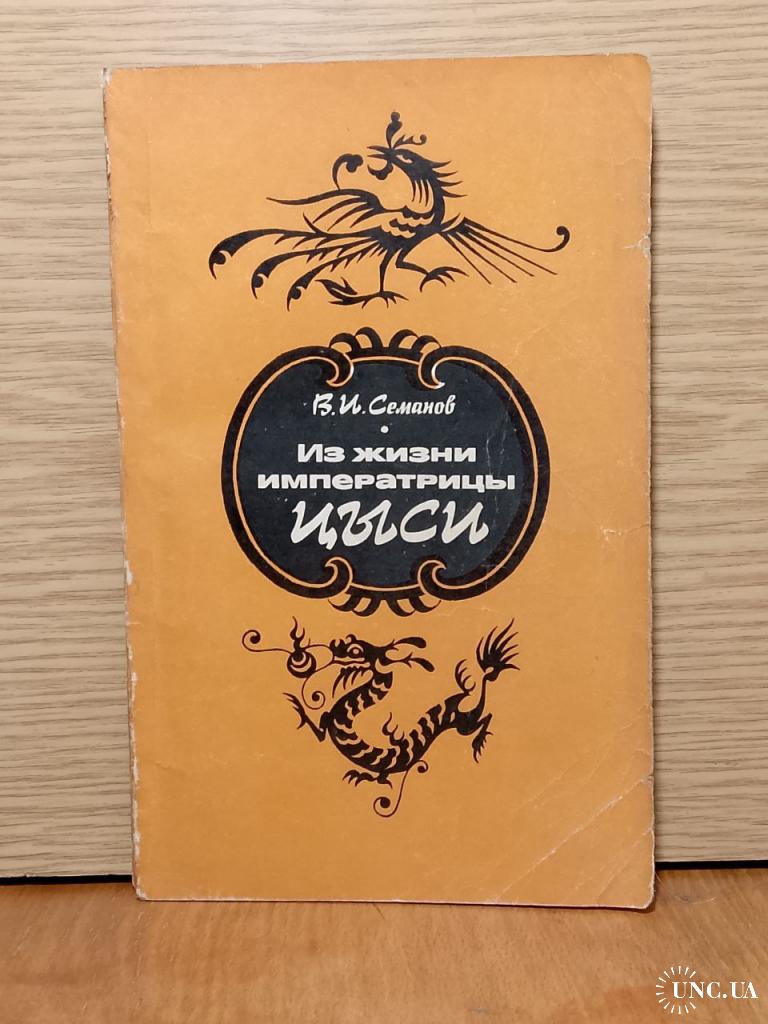 В. И. Семанов
Из жизни
императрицы
Цыси
UNC.UA